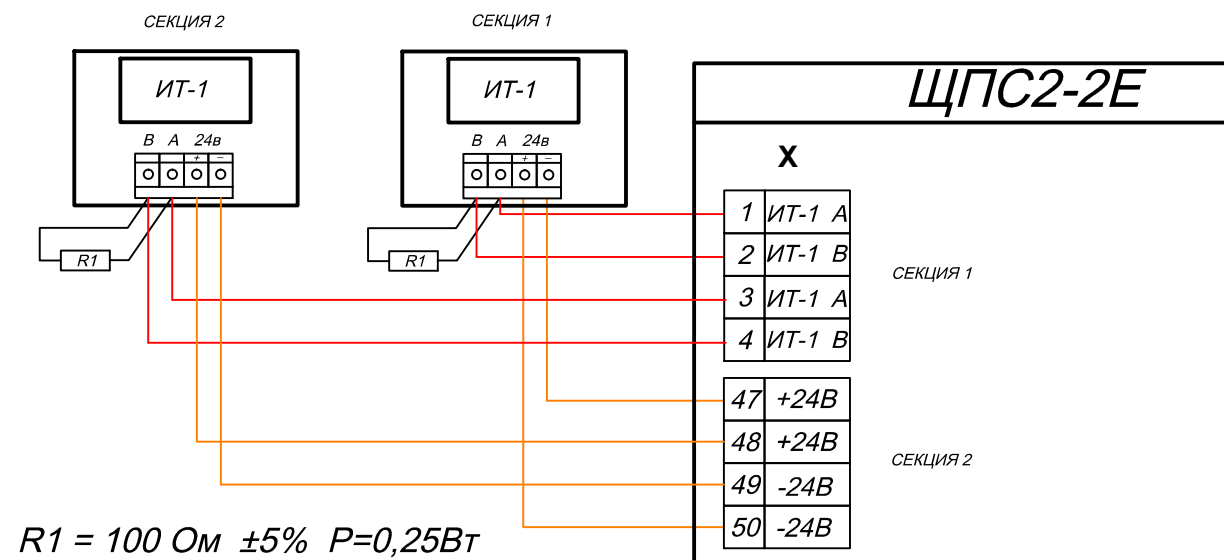 СЕКЦИЯ 2
СЕКЦИЯ 1
ИТ-1
ИТ-1
ЩПС2-2Е
В А 24в
+ –
В А 24в
+ –
X
1 ИТ-1 А
2 ИТ-1 В
3 ИТ-1 А
4 ИТ-1 В
СЕКЦИЯ 1
R1
R1
47 +24В
48 +24В
49 -24В
50 -24В
СЕКЦИЯ 2
R1 = 100 Ом ±5% Р=0,25Вт